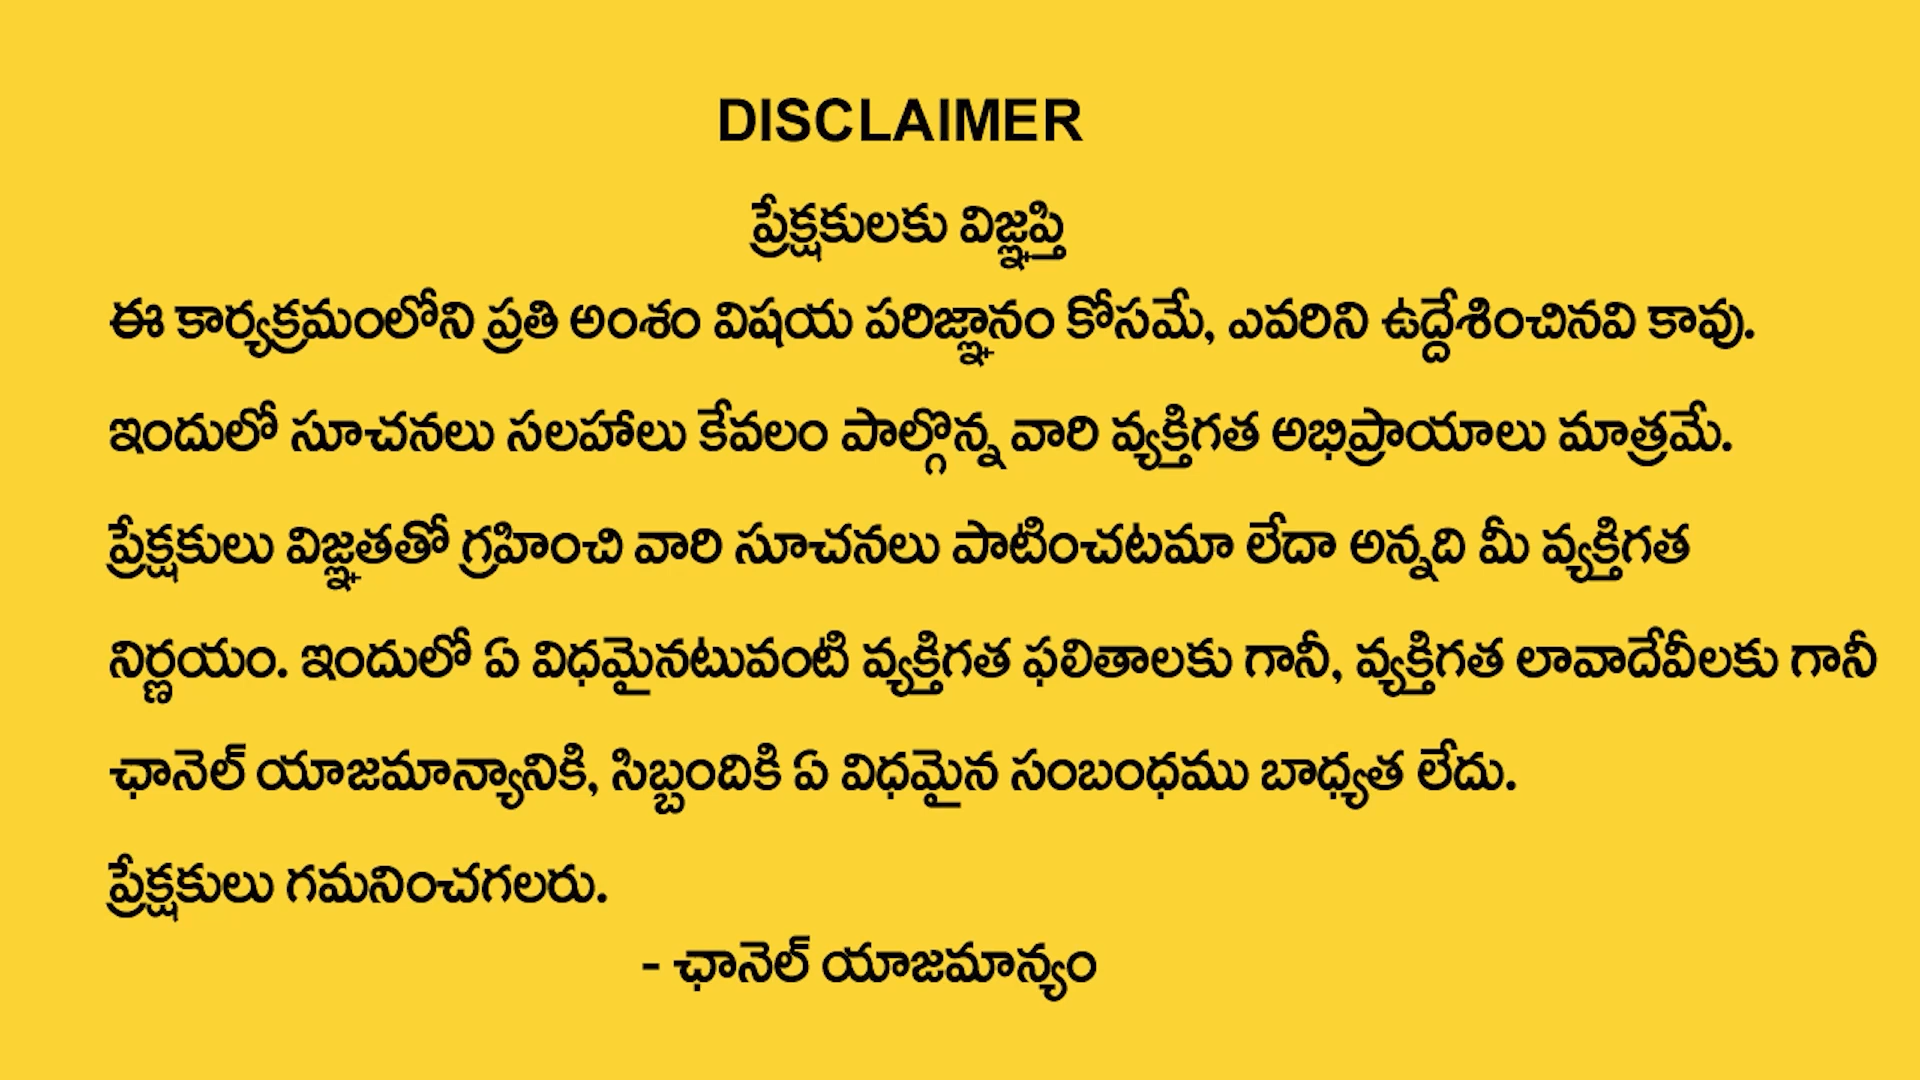 DISCLAIMER
ప్రేక్షకులకు విజ్ఞప్తి
ఈ కార్యక్రమంలోని ప్రతి అంశం విషయ పరిజ్ఞానం కోసమే, ఎవరిని ఉద్దేశించినవి కావు.
ఇందులో సూచనలు సలహాలు కేవలం పాల్గొన్న వారి వ్యక్తిగత అభిప్రాయాలు మాత్రమే.
ప్రేక్షకులు విజ్ఞతతో గ్రహించి వారి సూచనలు పాటించటమా లేదా అన్నది మీ వ్యక్తిగత
నిర్ణయం. ఇందులో ఏ విధమైనటువంటి వ్యక్తిగత ఫలితాలకు గానీ, వ్యక్తిగత లావాదేవీలకు గానీ
ఛానెల్ యాజమాన్యానికి, సిబ్బందికి ఏ విధమైన సంబంధము బాధ్యత లేదు.
ప్రేక్షకులు గమనించగలరు.
- ఛానెల్ యాజమాన్యం